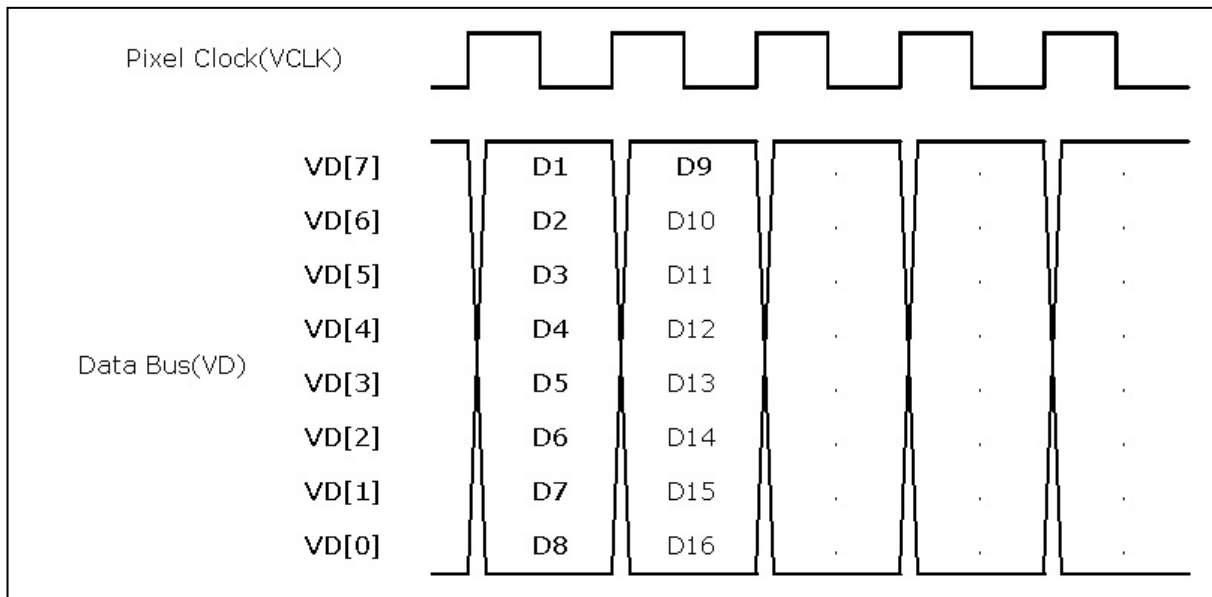 Pixel Clock(VCLK)
VD[7] D1 D9 . . .
VD[6] D2 D10 . . .
VD[5] D3 D11 . . .
VD[4] D4 D12 . . .
Data Bus(VD)
VD[3] D5 D13 . . .
VD[2] D6 D14 . . .
VD[1] D7 D15 . . .
VD[0] D8 D16 . . .